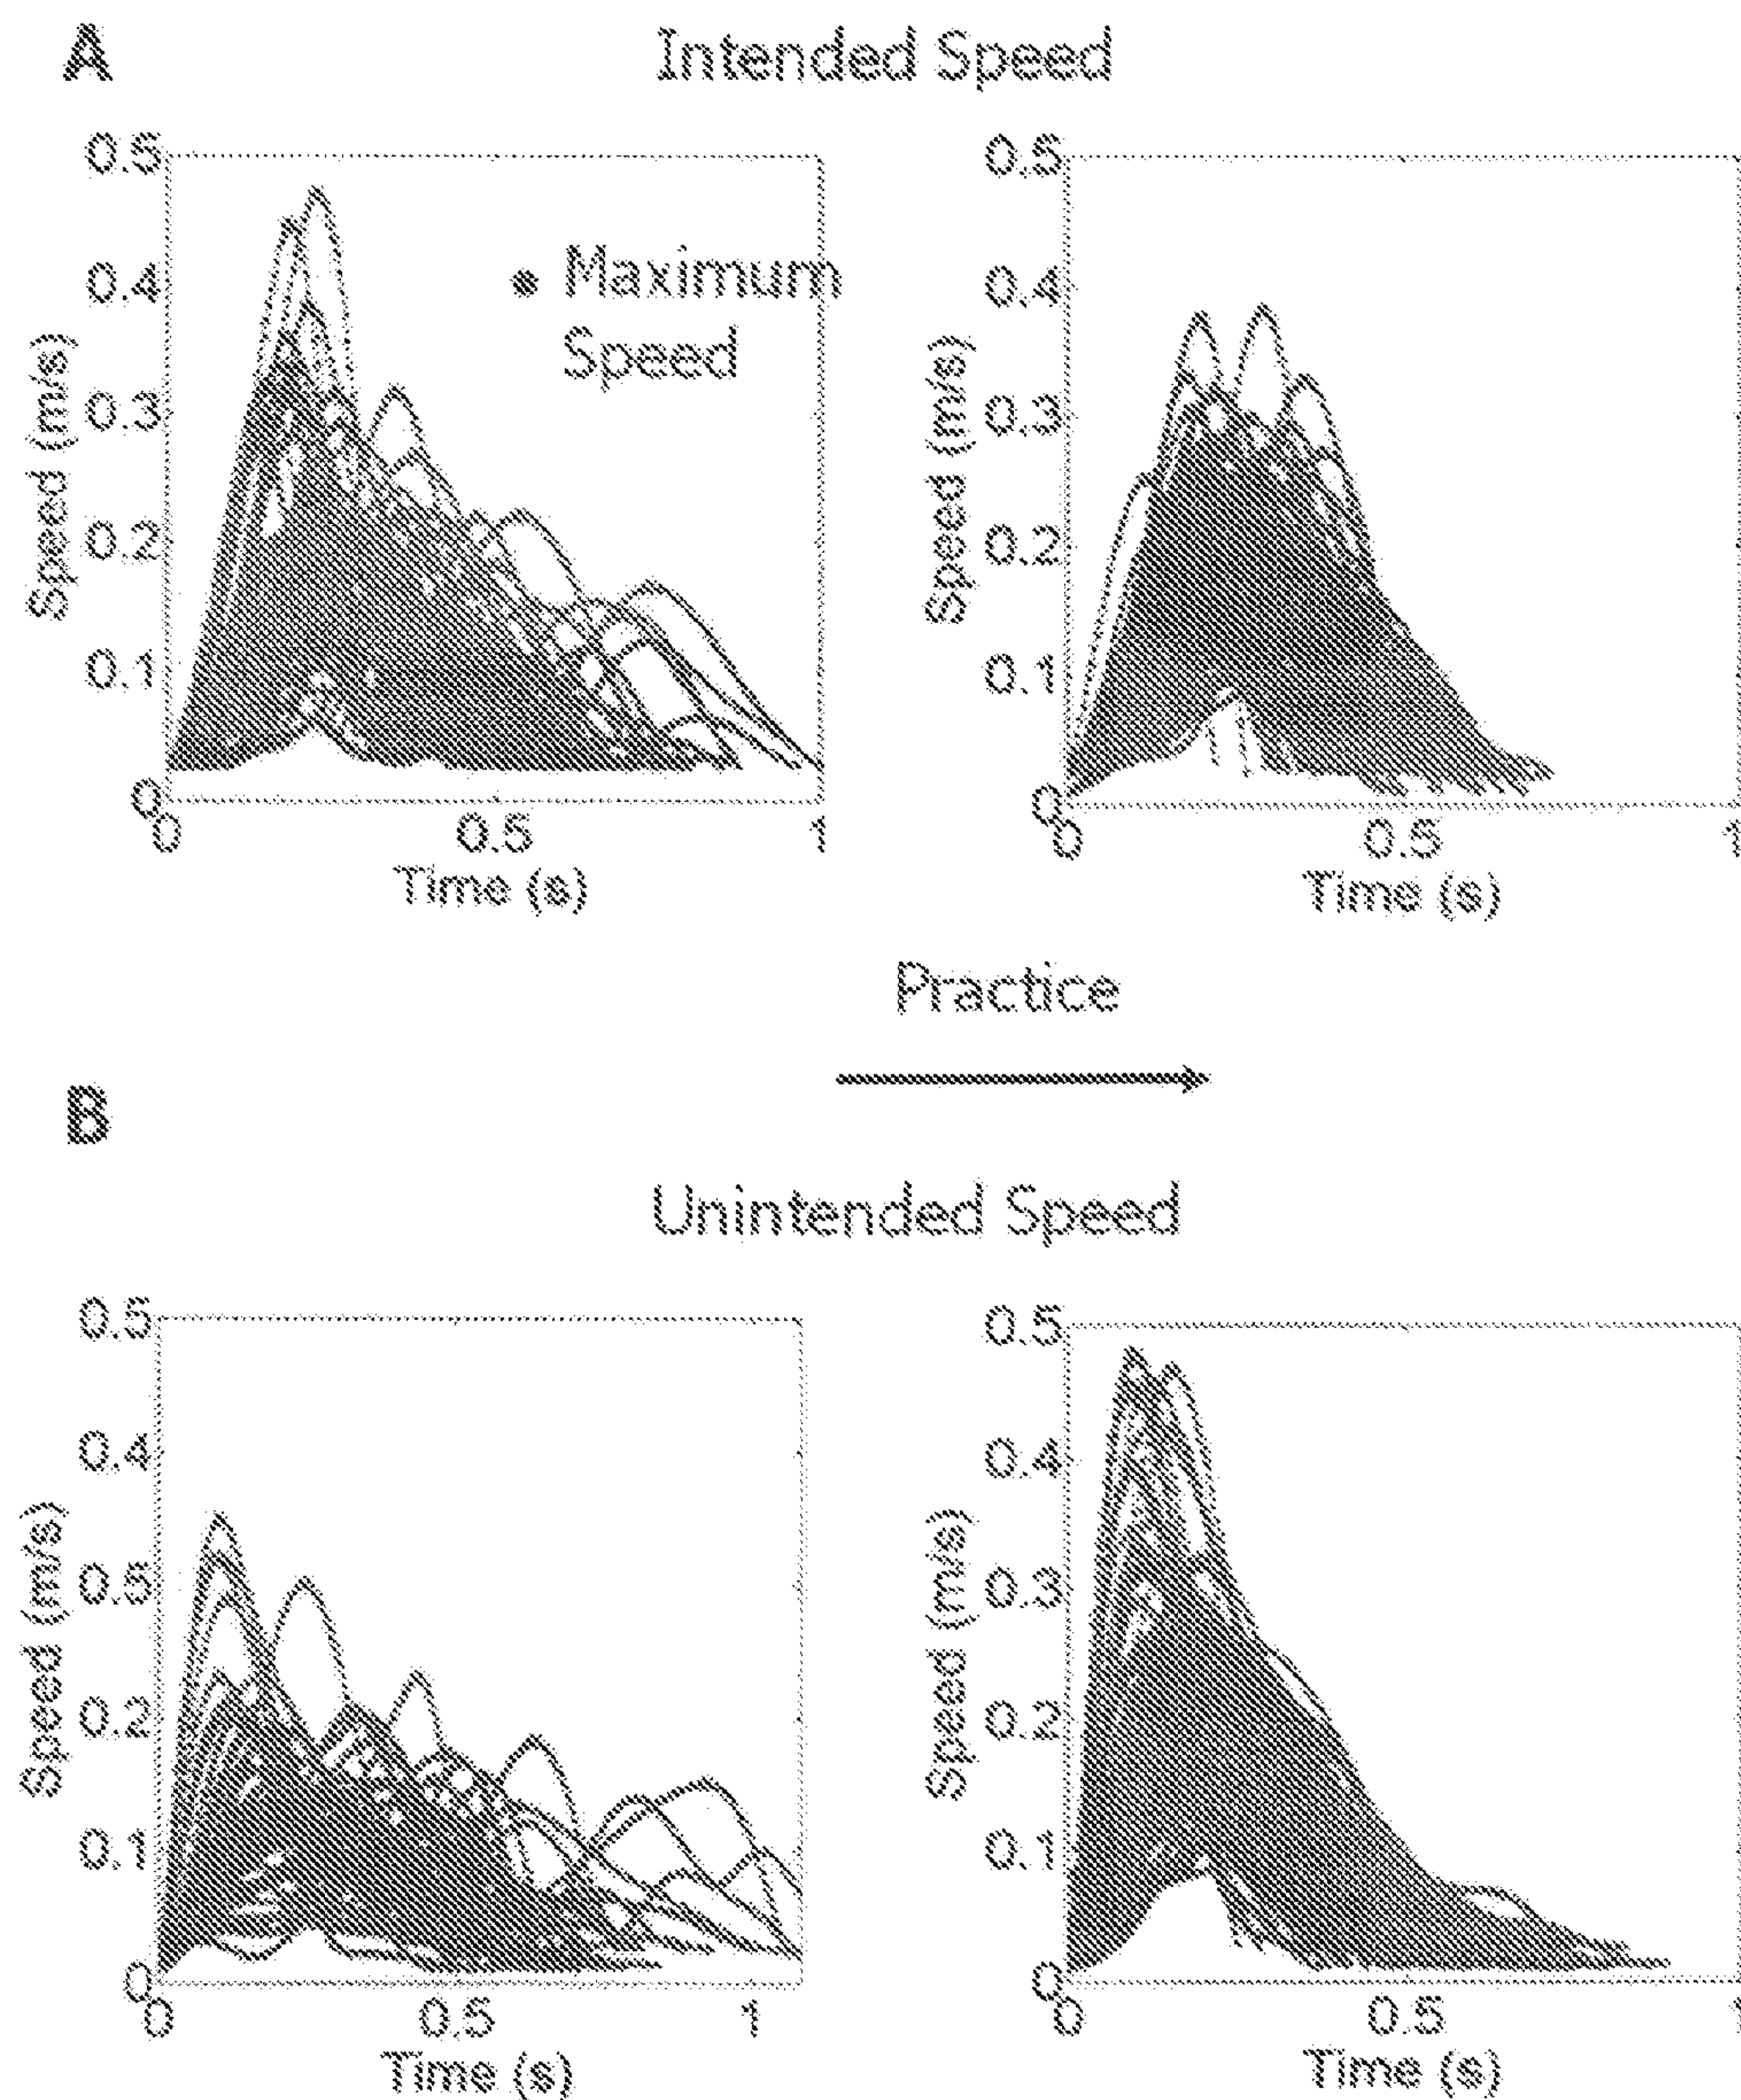 A
Intended Speed
0.5
0.4
0.3
0.2
0.1
0
Speed (m/s)
• Maximum
Speed
0
0.5
1
Time (s)
0.5
0.4
0.3
0.2
0.1
0
Speed (m/s)
0
0.5
1
Time (s)
Practice
B
Unintended Speed
0.5
0.4
0.5
0.2
0.1
0
Speed (m/s)
0
0.5
1
Time (s)
0.5
0.4
0.3
0.2
0.1
0
Speed (m/s)
0
0.5
1
Time (s)